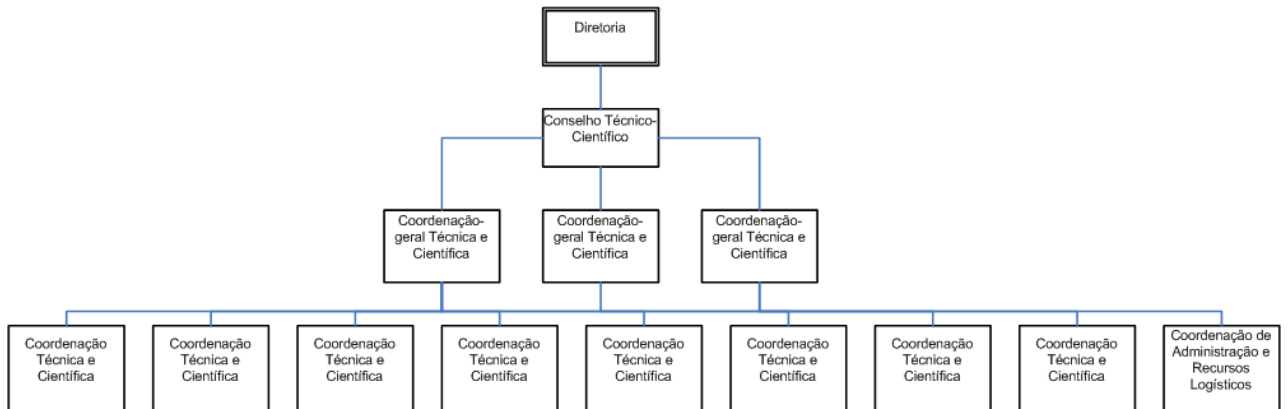 Diretoria
Conselho Técnico-
Científico
Coordenação-
geral Técnica e
Científica
Coordenação-
geral Técnica e
Científica
Coordenação-
geral Técnica e
Científica
Coordenação
Técnica e
Científica
Coordenação
Técnica e
Científica
Coordenação
Técnica e
Científica
Coordenação
Técnica e
Científica
Coordenação
Técnica e
Científica
Coordenação
Técnica e
Científica
Coordenação
Técnica e
Científica
Coordenação
Técnica e
Científica
Coordenação de
Administração e
Recursos
Logísticos